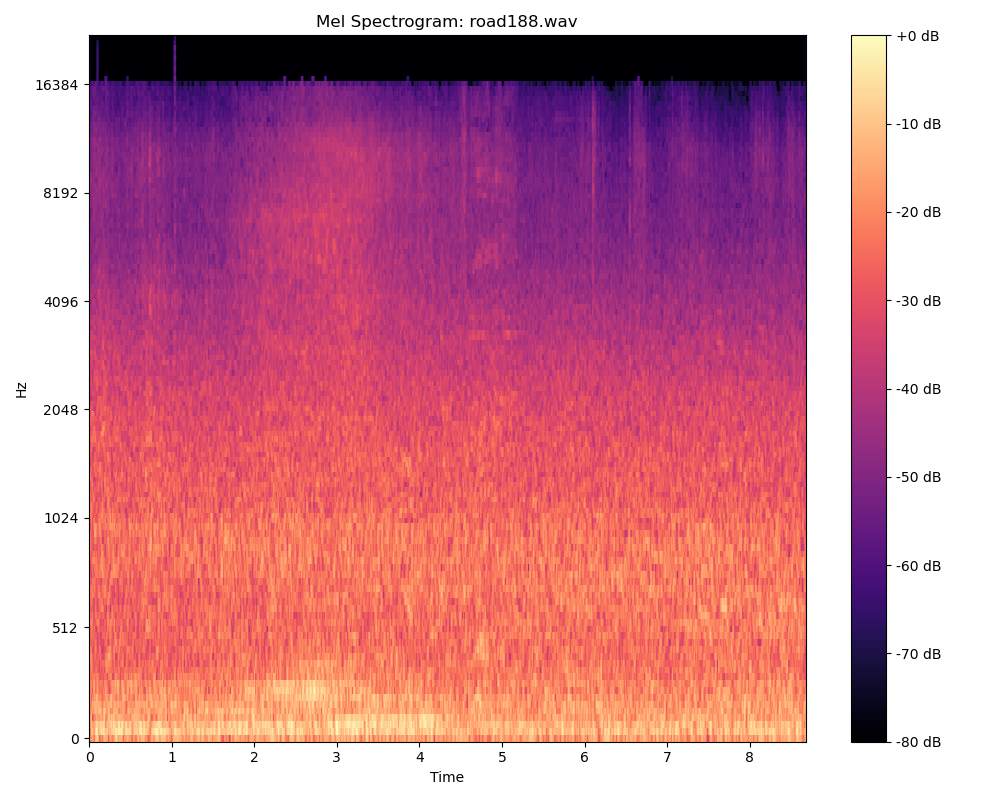 Mel Spectrogram: road188.wav
Hz
16384
8192
4096
2048
1024
512
0
0 1 2 3 4 5 6 7 8
Time
+0 dB
-10 dB
-20 dB
-30 dB
-40 dB
-50 dB
-60 dB
-70 dB
-80 dB